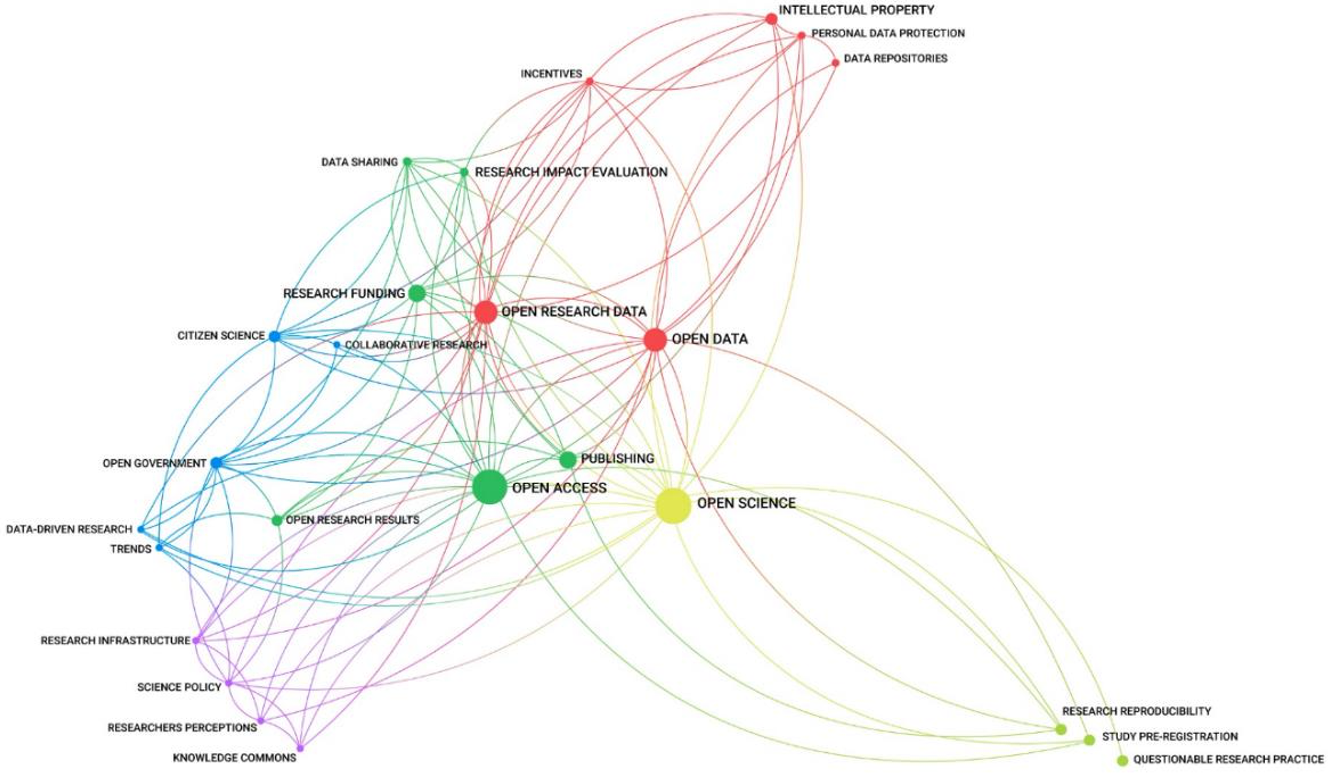 INTELLECTUAL PROPERTY
PERSONAL DATA PROTECTION
DATA REPOSITORIES
INCENTIVES
DATA SHARING
RESEARCH IMPACT EVALUATION
RESEARCH FUNDING
OPEN RESEARCH DATA
CITIZEN SCIENCE
COLLABORATIVE RESEARCH
OPEN DATA
OPEN GOVERNMENT
PUBLISHING
OPEN ACCESS
OPEN SCIENCE
OPEN RESEARCH RESULTS
DATA-DRIVEN RESEARCH
TRENDS
RESEARCH INFRASTRUCTURE
SCIENCE POLICY
RESEARCHERS PERCEPTIONS
KNOWLEDGE COMMONS
RESEARCH REPRODUCIBILITY
STUDY PRE-REGISTRATION
QUESTIONABLE RESEARCH PRACTICE